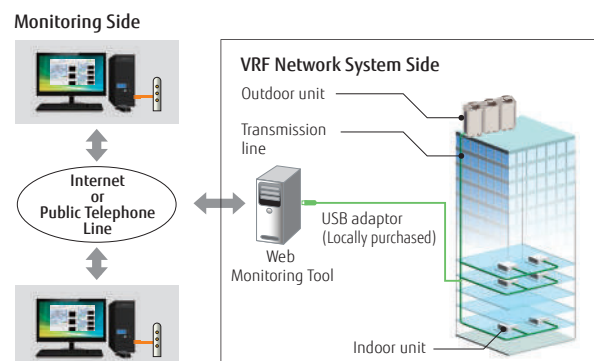 Monitoring Side
VRF Network System Side
Outdoor unit
Transmission
line
Internet
or
Public Telephone
Line
USB adaptor
(Locally purchased)
Web
Monitoring Tool
Indoor unit